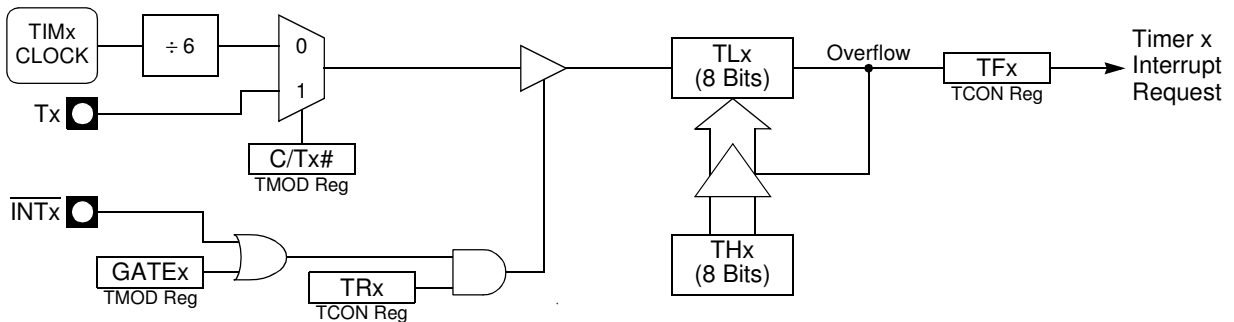 TIMx
CLOCK
÷ 6
0
1
Tx
C/Tx#
TMOD Reg
INTx
GATEx
TMOD Reg
TRx
TCON Reg
TLx
(8 Bits)
THx
(8 Bits)
Overflow
TFx
TCON Reg
Timer x
Interrupt
Request